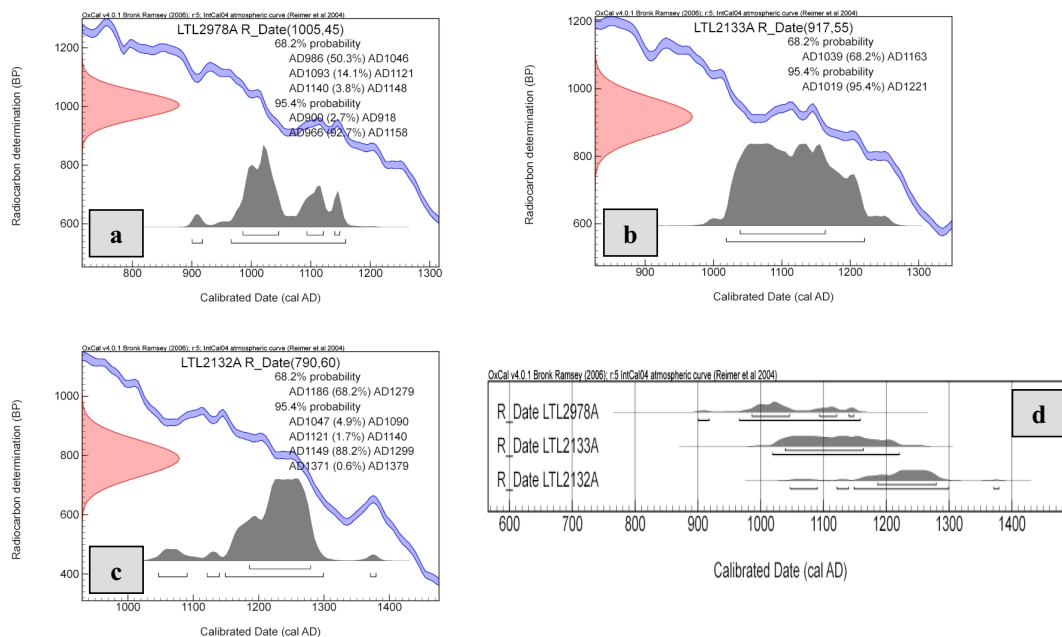 OxCal v4.0.1 Bronk Ramsey (2006); r:5; IntCal04 atmospheric curve (Reimer et al 2004)
LTL2978A R_Date(1005,45)
68.2% probability
AD986 (50.3%) AD1046
AD1093 (14.1%) AD1121
AD1140 (3.8%) AD1148
95.4% probability
AD900 (2.7%) AD918
AD966 (92.7%) AD1158
Radiocarbon determination (BP)
1200
1000
800
600
a
800 900 1000 1100 1200 1300
Calibrated Date (cal AD)
OxCal v4.0.1 Bronk Ramsey (2006); r:5 IntCal04 atmospheric curve (Reimer et al 2004)
LTL2133A R_Date(917,55)
68.2% probability
AD1039 (68.2%) AD1163
95.4% probability
AD1019 (95.4%) AD1221
Radiocarbon determination (BP)
1200
1000
800
600
b
900 1000 1100 1200 1300
Calibrated Date (cal AD)
OxCal v4.0.1 Bronk Ramsey (2006); r:5 IntCal04 atmospheric curve (Reimer et al 2004)
LTL2132A R_Date(790,60)
68.2% probability
AD1186 (68.2%) AD1279
95.4% probability
AD1047 (4.9%) AD1090
AD1121 (1.7%) AD1140
AD1149 (88.2%) AD1299
AD1371 (0.6%) AD1379
Radiocarbon determination (BP)
1000
800
600
400
c
1000 1100 1200 1300 1400
Calibrated Date (cal AD)
OxCal v4.0.1 Bronk Ramsey (2006); r:5 IntCal04 atmospheric curve (Reimer et al 2004)
d
R_Date LTL2978A
R_Date LTL2133A
R_Date LTL2132A
600 700 800 900 1000 1100 1200 1300 1400
Calibrated Date (cal AD)